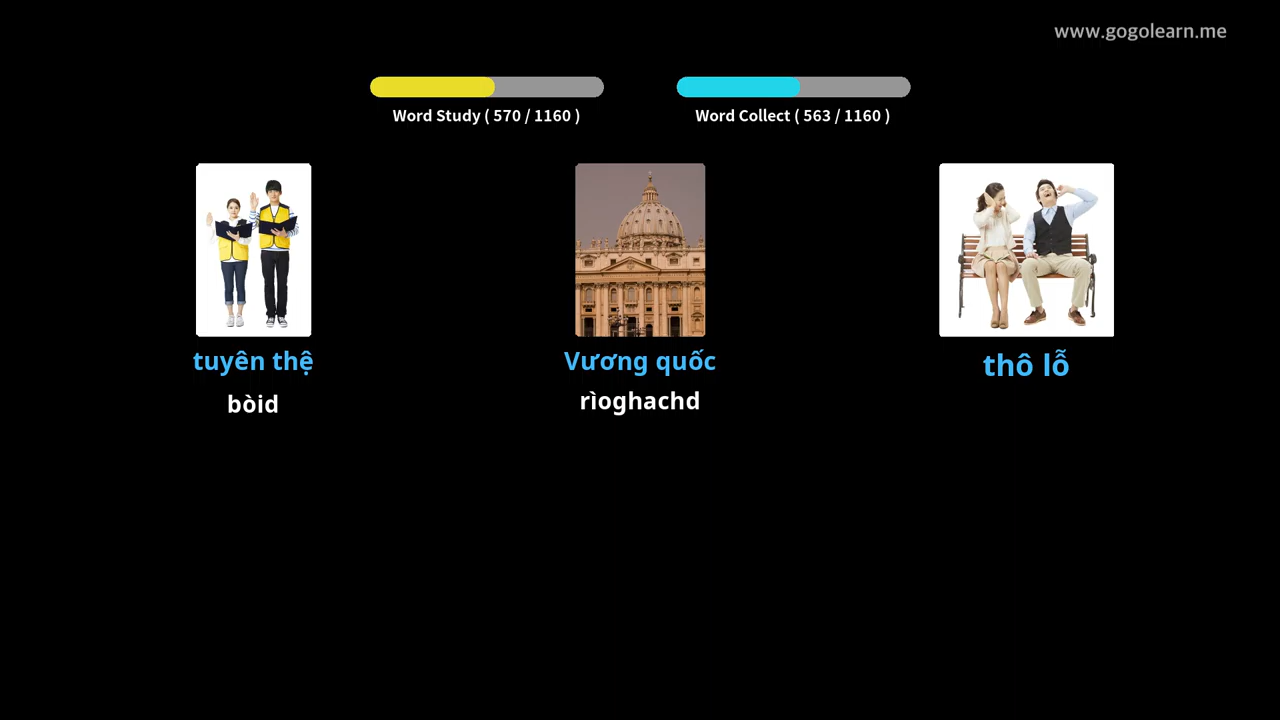 www.gogolearn.me
Word Study ( 570 / 1160 )
Word Collect ( 563 / 1160 )
tuyên thệ
bòid
Vương quốc
rìoghachd
thô lỗ